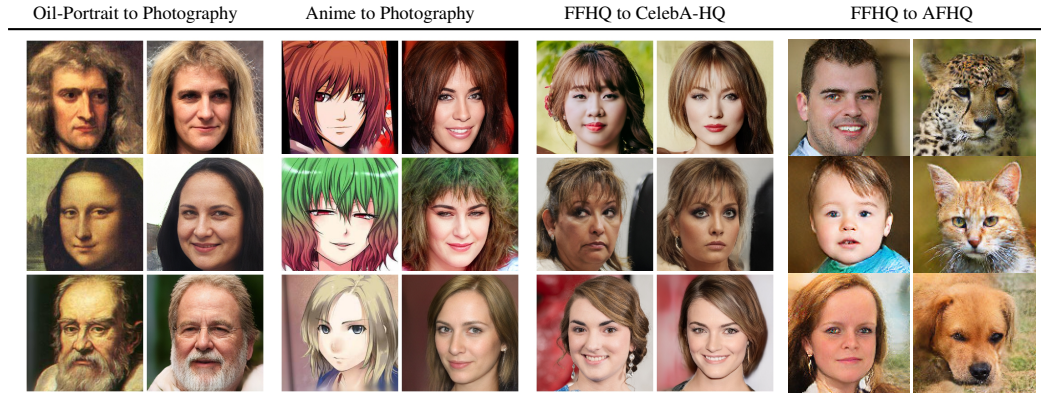 Oil-Portrait to Photography
Anime to Photography
FFHQ to CelebA-HQ
FFHQ to AFHQ